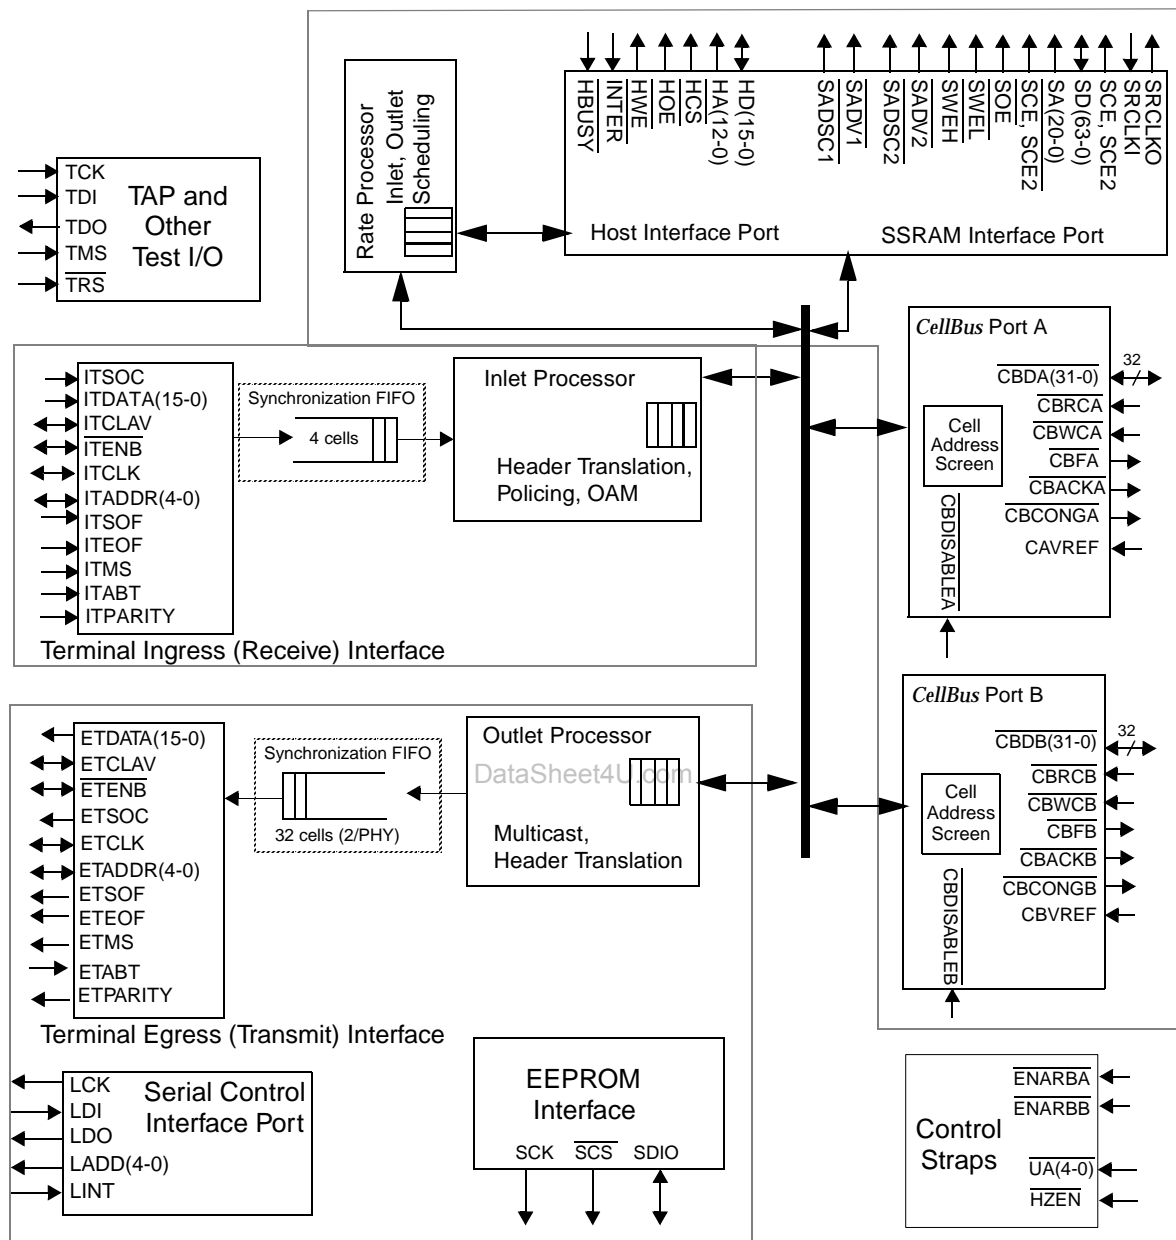 Rate Processor
Inlet, Outlet
Scheduling
HBUSY
INTER
HWE
HOE
HCS
HA(12-0)
HD(15-0)
SADSC1
SADV1
SADSC2
SADV2
SWEH
SWEL
SOE
SCE, SCE2
SA(20-0)
SD(63-0)
SCE, SCE2
SRCLKI
SRCLKO
Host Interface Port
SSRAM Interface Port
TCK
TDI
TDO
TMS
TRS
TAP and
Other
Test I/O
ITSOC
ITDATA(15-0)
ITCLAV
ITENB
ITCLK
ITADDR(4-0)
ITSOF
ITEOF
ITMS
ITABT
ITPARITY
Synchronization FIFO
4 cells
Inlet Processor
Header Translation,
Policing, OAM
Terminal Ingress (Receive) Interface
CellBus Port A
32
CBDA(31-0)
CBRCA
CBWCA
CBFA
CBACKA
CBCONGA
CAVREF
Cell
Address
Screen
CBDISABLEA
ETDATA(15-0)
ETCLAV
ETENB
ETSOC
ETCLK
ETADDR(4-0)
ETSOF
ETEOF
ETMS
ETABT
ETPARITY
Synchronization FIFO
32 cells (2/PHY)
Outlet Processor
DataSheet4U.com
Multicast,
Header Translation
Terminal Egress (Transmit) Interface
CellBus Port B
32
CBDB(31-0)
CBRCB
CBWCB
CBFB
CBACKB
CBCONGB
CBVREF
Cell
Address
Screen
CBDISABLEB
LCK
LDI
LDO
LADD(4-0)
LINT
Serial Control
Interface Port
EEPROM
Interface
SCK SCS SDIO
Control
Straps
ENARBA
ENARBB
UA(4-0)
HZEN